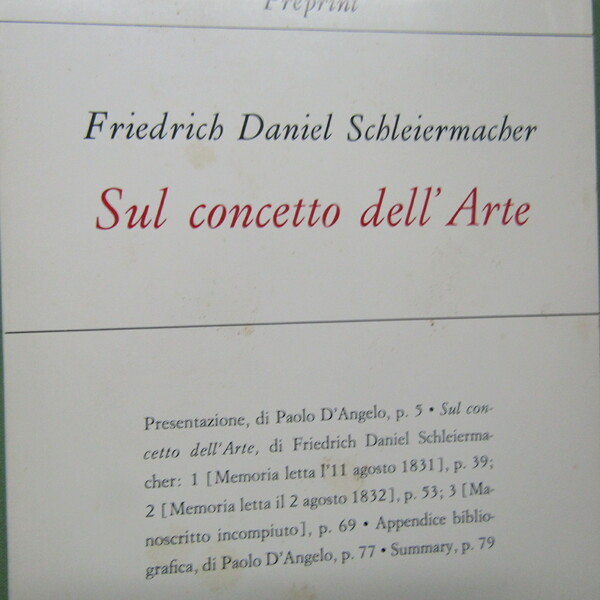 Preprint
Friedrich Daniel Schleiermacher
Sul concetto dell' Arte
Presentazione, di Paolo D'Angelo, p. 5 • Sul con-
cetto dell'Arte, di Friedrich Daniel Schleierma-
cher: 1 [Memoria letta l'11 agosto 1831], p. 39;
2 [Memoria letta il 2 agosto 1832], p. 53; 3 [Ma-
noscritto incompiuto], p. 69 • Appendice biblio-
grafica, di Paolo D'Angelo, p. 77 • Summary, p. 79